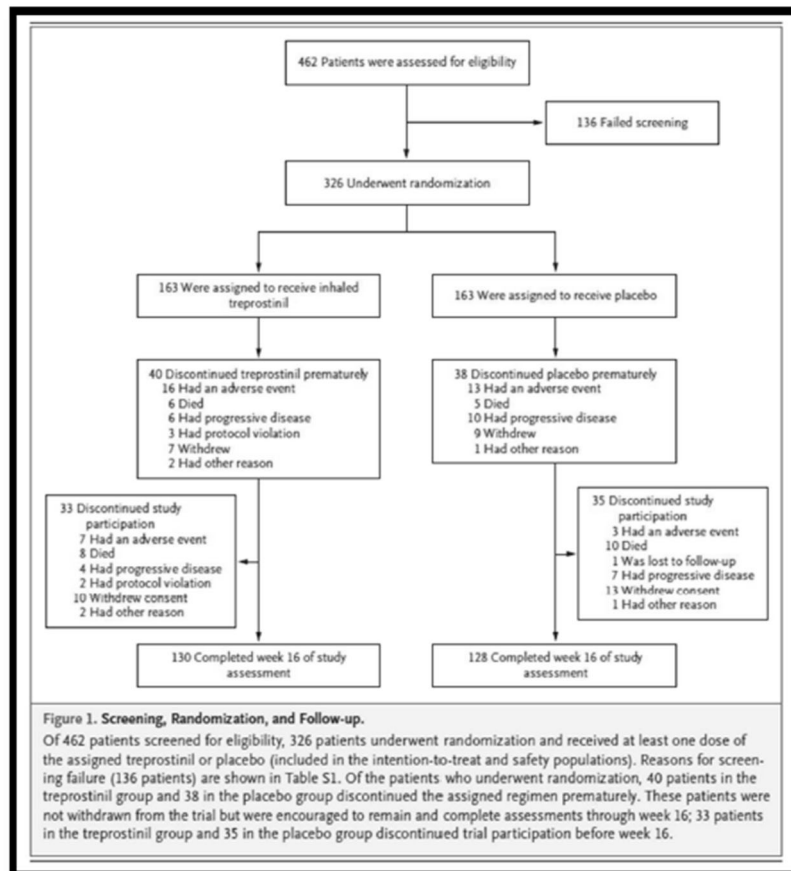 462 Patients were assessed for eligibility
136 Failed screening
326 Underwent randomization
163 Were assigned to receive inhaled
treprostinil
163 Were assigned to receive placebo
40 Discontinued treprostinil prematurely
16 Had an adverse event
6 Died
6 Had progressive disease
3 Had protocol violation
7 Withdrew
2 Had other reason
38 Discontinued placebo prematurely
13 Had an adverse event
5 Died
10 Had progressive disease
9 Withdrew
1 Had other reason
33 Discontinued study
participation
7 Had an adverse event
8 Died
4 Had progressive disease
2 Had protocol violation
10 Withdrew consent
2 Had other reason
35 Discontinued study
participation
3 Had an adverse event
10 Died
1 Was lost to follow-up
7 Had progressive disease
13 Withdrew consent
1 Had other reason
130 Completed week 16 of study
assessment
128 Completed week 16 of study
assessment
Figure 1. Screening, Randomization, and Follow-up.
Of 462 patients screened for eligibility, 326 patients underwent randomization and received at least one dose of
the assigned treprostinil or placebo (included in the intention-to-treat and safety populations). Reasons for screen-
ing failure (136 patients) are shown in Table S1. Of the patients who underwent randomization, 40 patients in the
treprostinil group and 38 in the placebo group discontinued the assigned regimen prematurely. These patients were
not withdrawn from the trial but were encouraged to remain and complete assessments through week 16; 33 patients
in the treprostinil group and 35 in the placebo group discontinued trial participation before week 16.